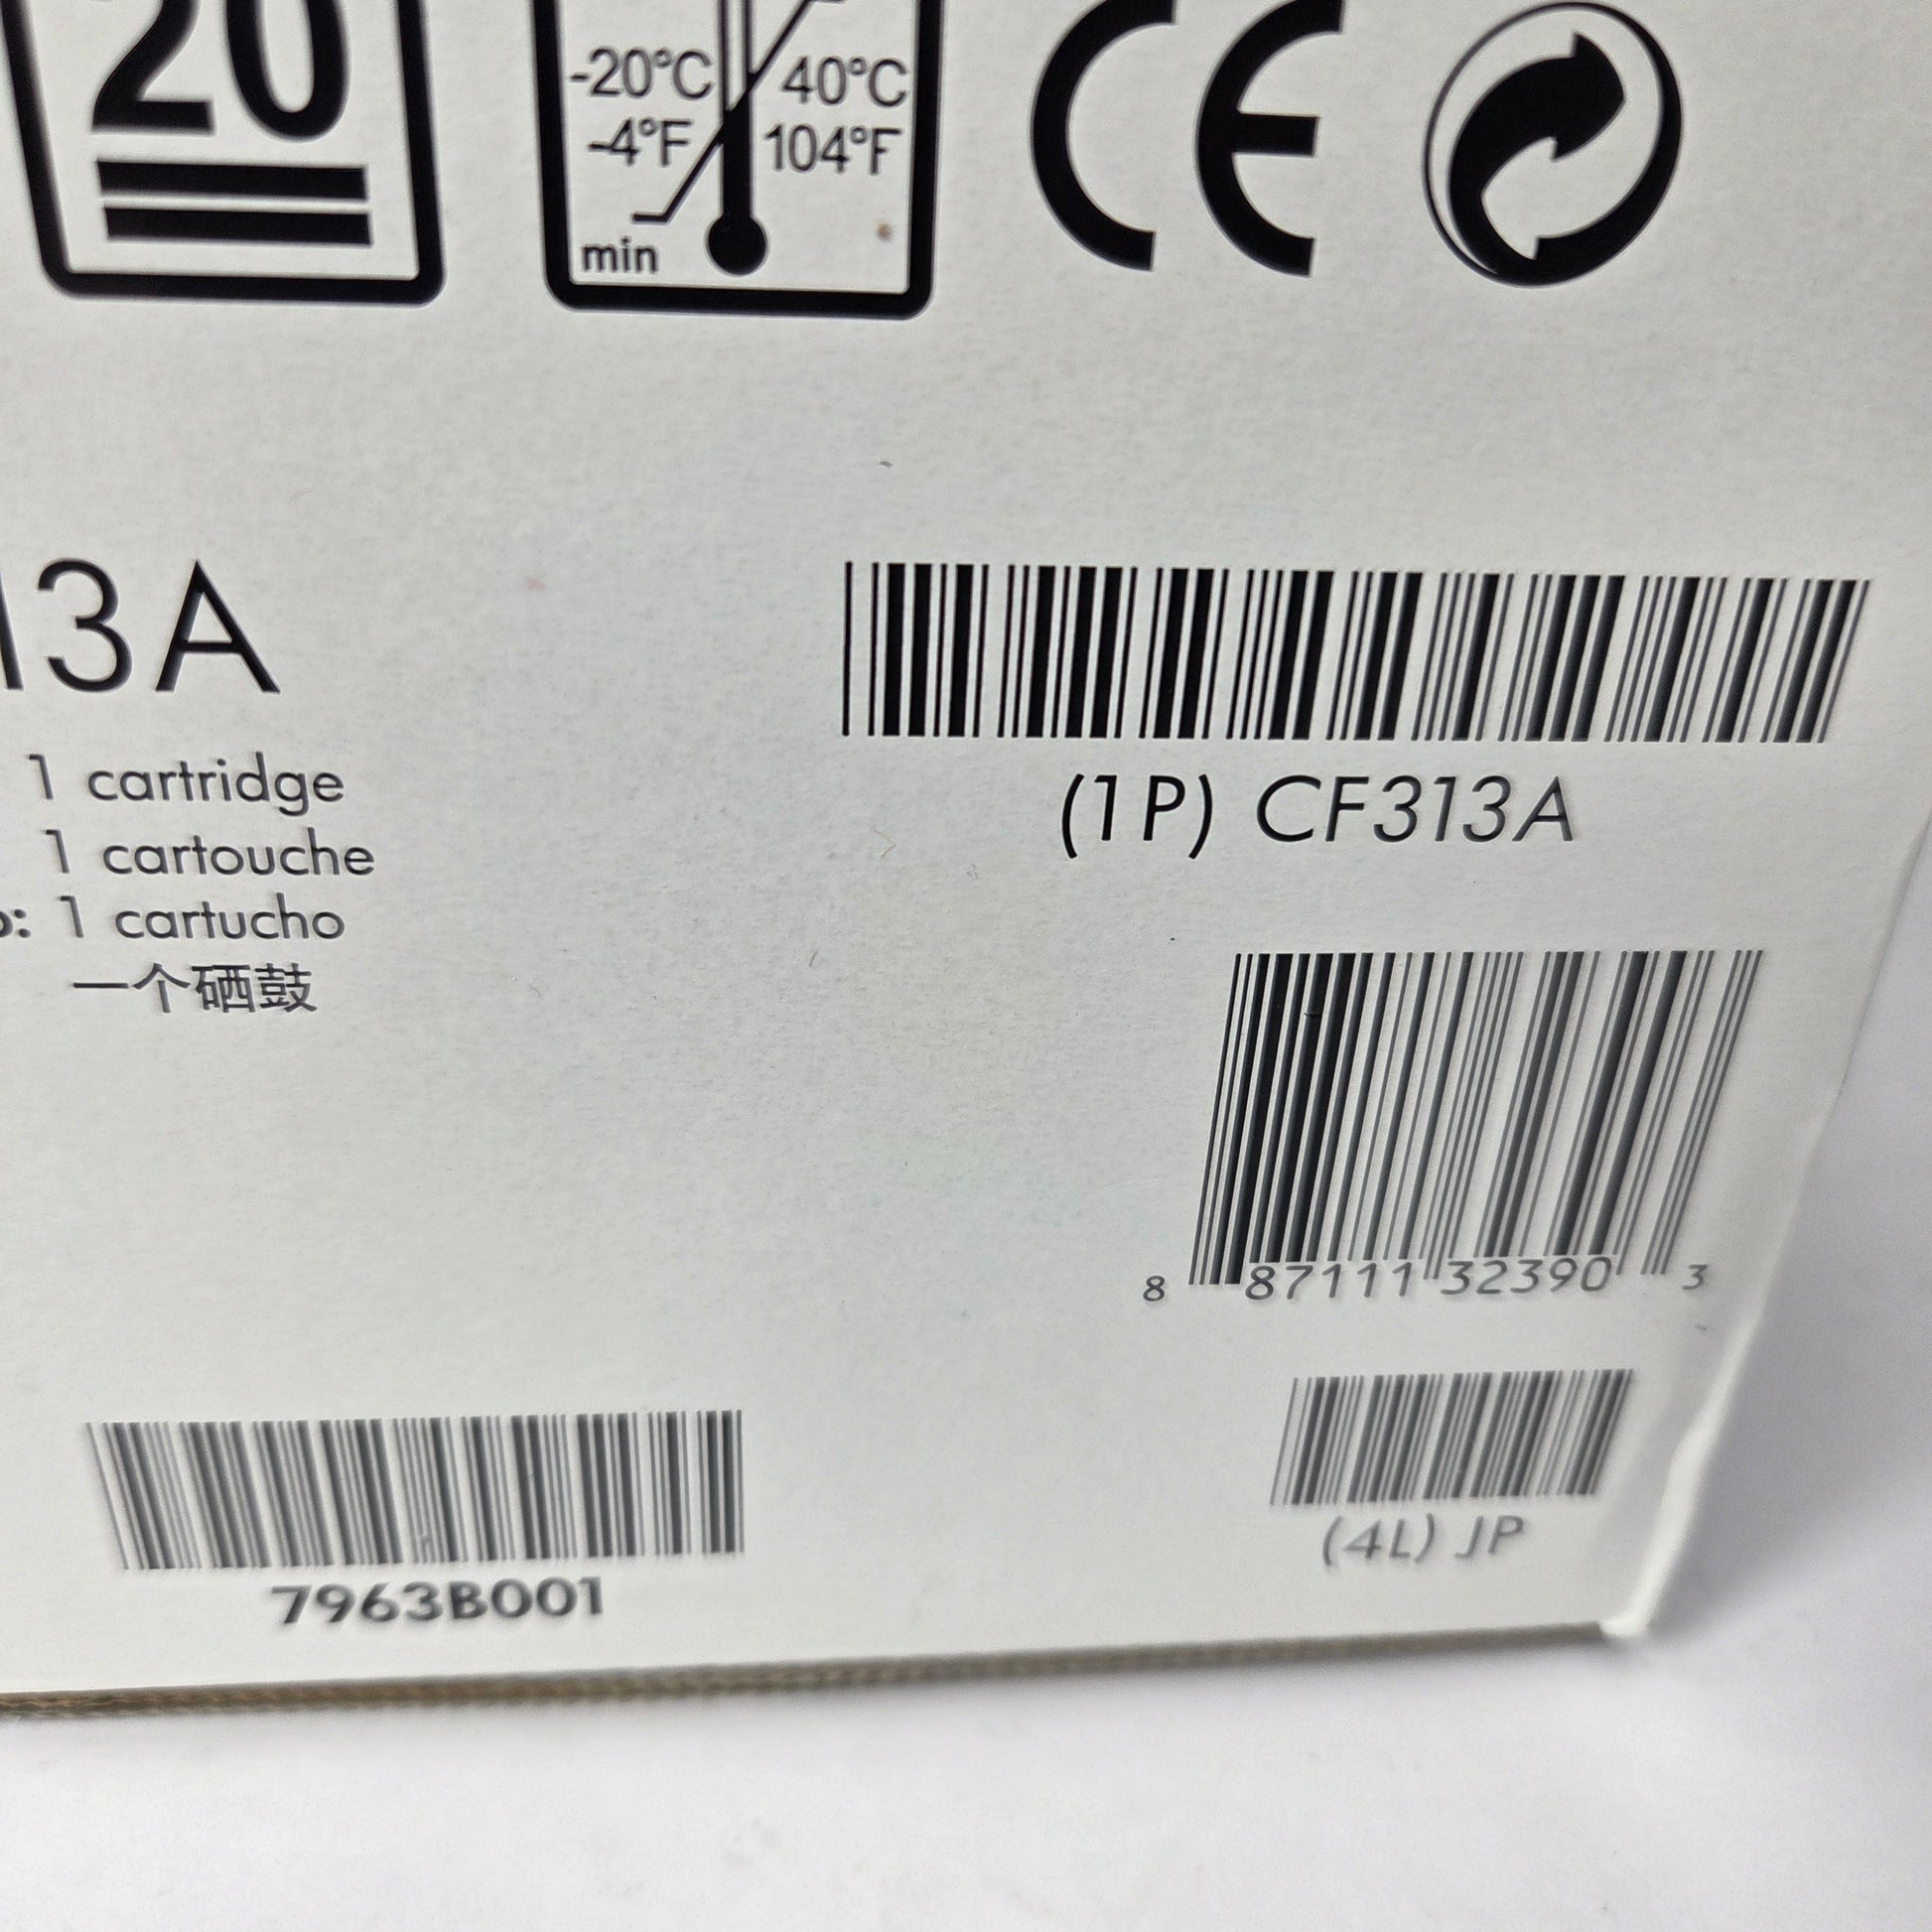 20
-20°C 40°C
-4°F 104°F
min
CE
13A
1 cartridge
1 cartouche
o: 1 cartucho
一个硒鼓
(1P) CF313A
8 87111 32390 3
7963B001
(4L) JP